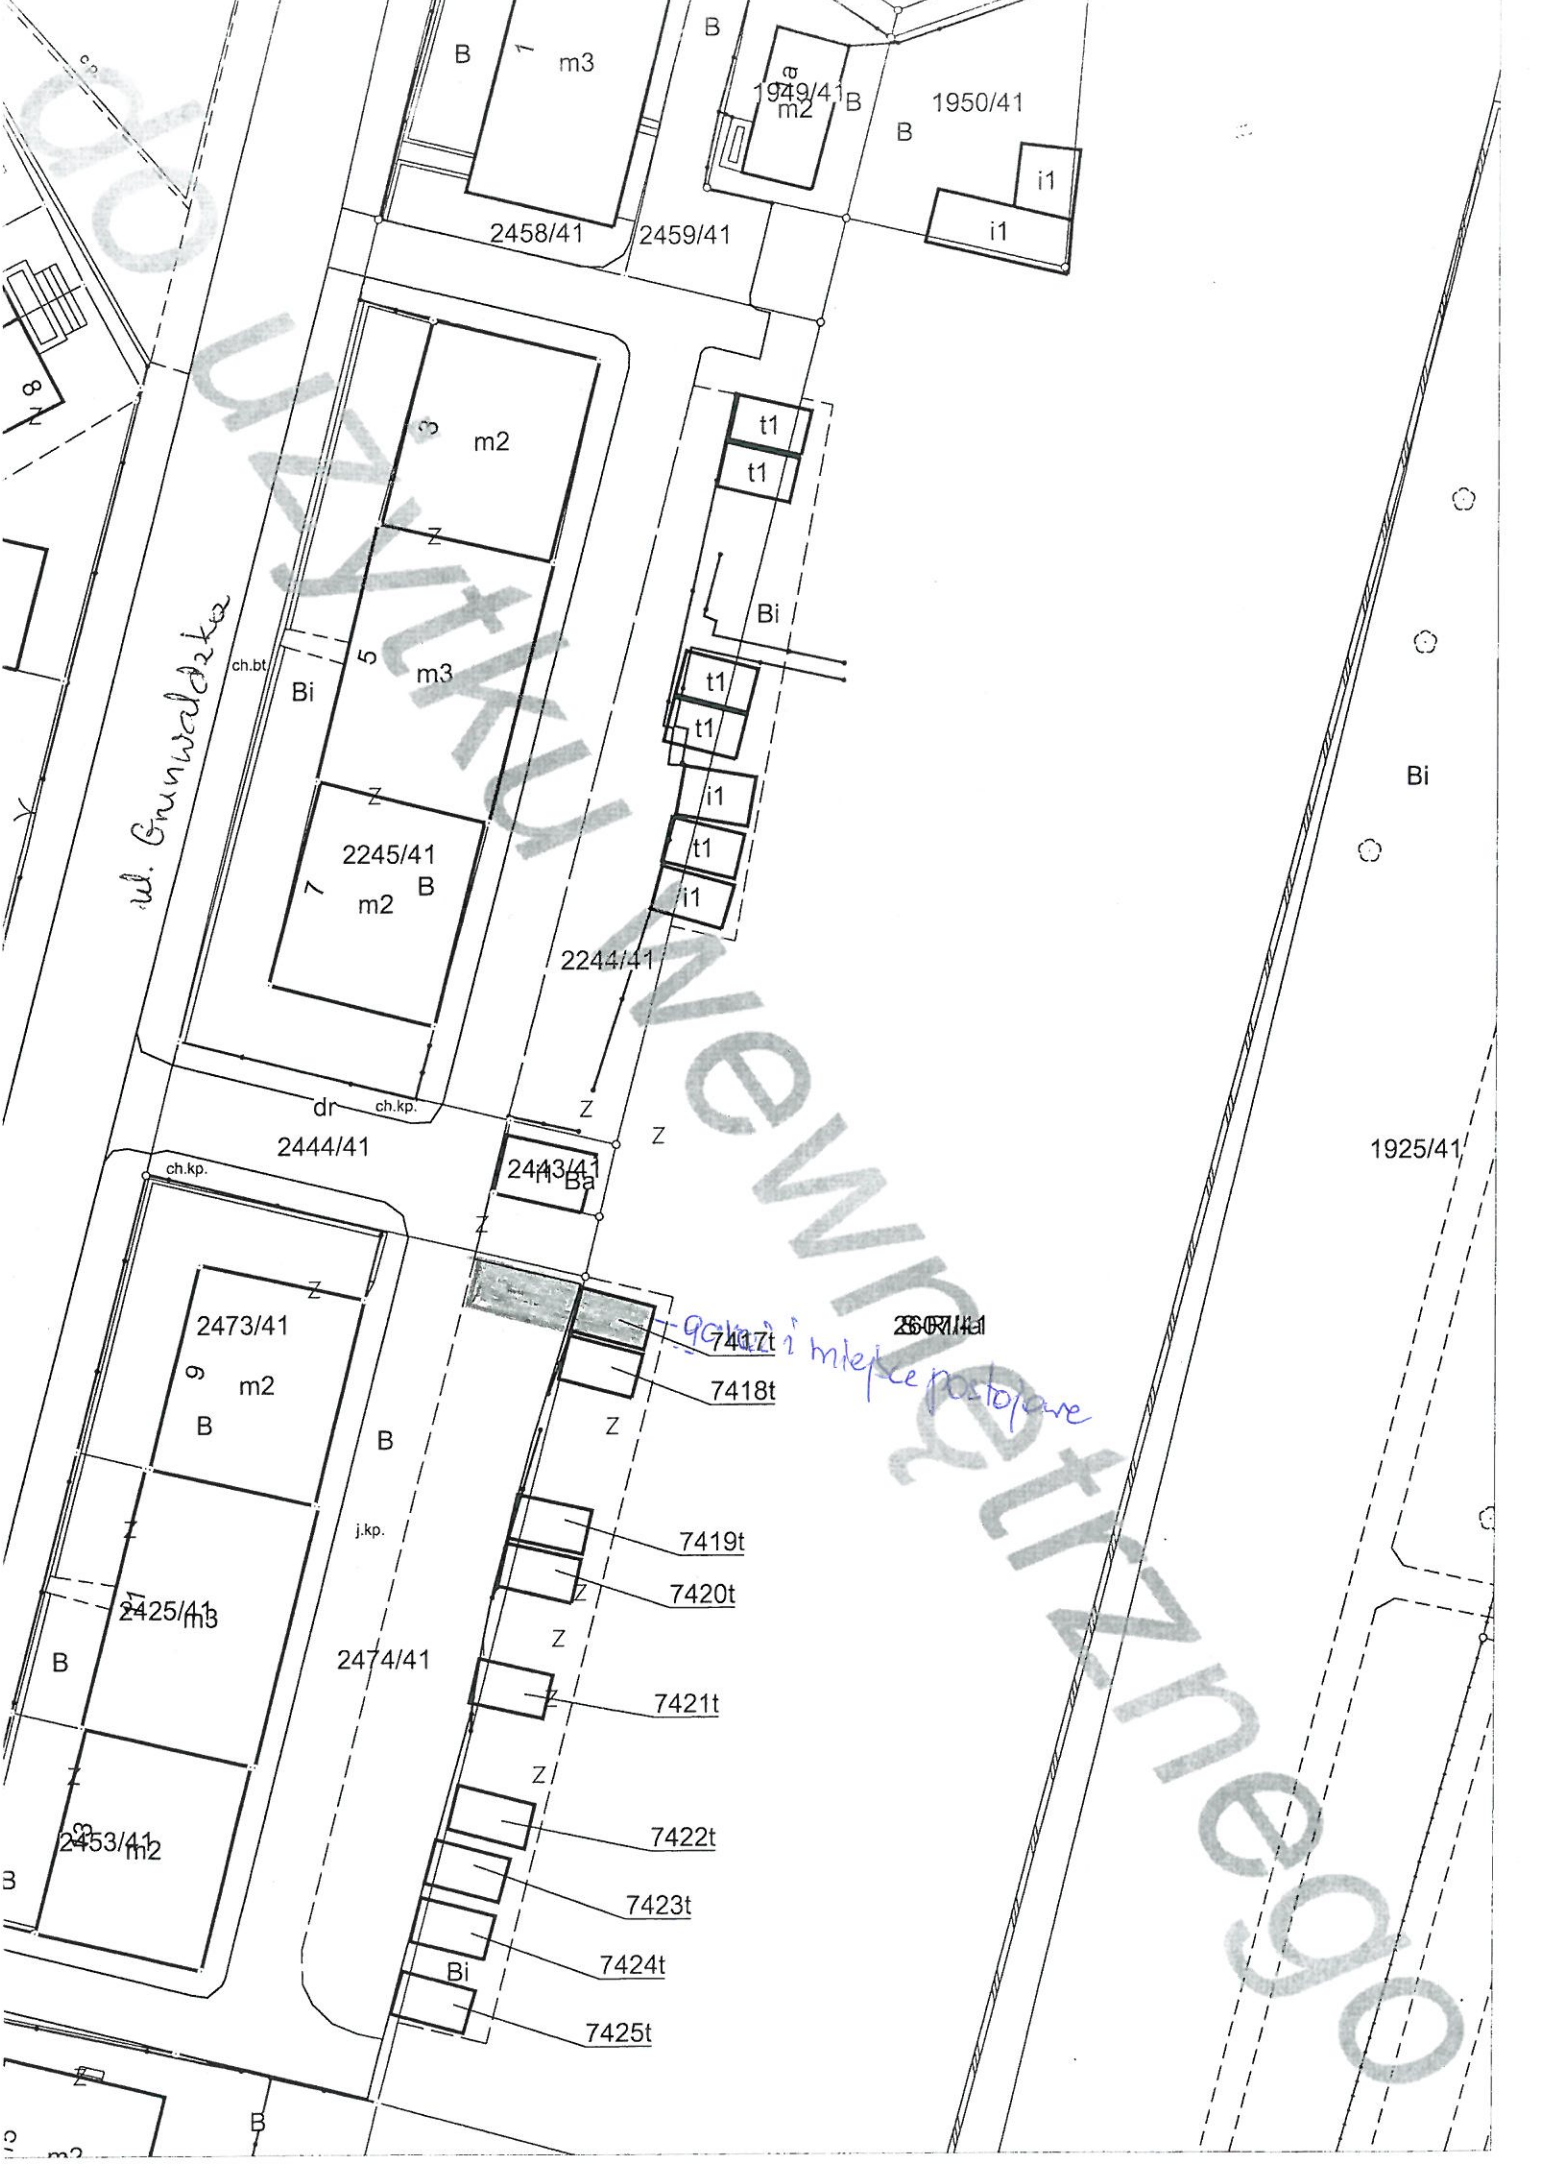 B
1
m3
B
1949/41
m2
B
B
1950/41
i1
i1
2458/41
2459/41
8
Z
3
m2
Z
t1
t1
Bi
ul. Grunwaldzka
ch.bt.
Bi
5
m3
t1
t1
i1
t1
i1
Z
2245/41
7
m2
B
2244/41
Bi
dr
ch.kp.
2444/41
ch.kp.
Z
Z
2443/41
Ba
1925/41
Z
Z
2473/41
9
m2
B
B
7417t
i miejsce postojowe
7418t
Z
j.kp.
7419t
7420t
Z
Z
Z
2425/41
m3
B
2474/41
7421t
Z
Z
7422t
Z
2453/41
m2
B
7423t
7424t
Bi
7425t
Z
B
m2
do użytku wewnętrznego